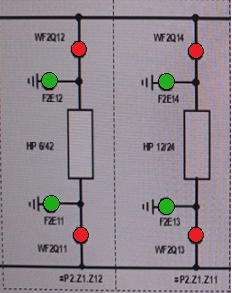 WF2Q12 WF2Q14
F2E12 F2E14
HP 6/42 HP 12/24
F2E11 F2E13
WF2Q11 WF2Q13
=P2.Z1.Z12 =P2.Z1.Z11